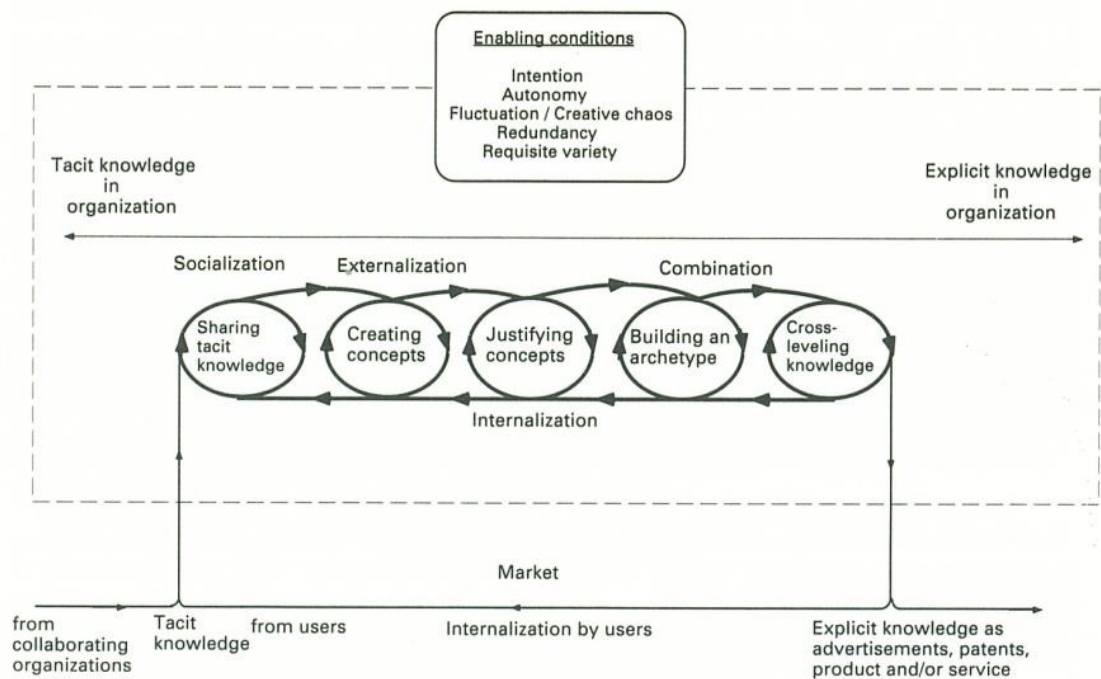 Enabling conditions
Intention
Autonomy
Fluctuation / Creative chaos
Redundancy
Requisite variety
Tacit knowledge
in
organization
Explicit knowledge
in
organization
Socialization
Externalization
Combination
Sharing
tacit
knowledge
Creating
concepts
Justifying
concepts
Building an
archetype
Cross-
leveling
knowledge
Internalization
Market
from
collaborating
organizations
Tacit
knowledge
from users
Internalization by users
Explicit knowledge as
advertisements, patents,
product and/or service